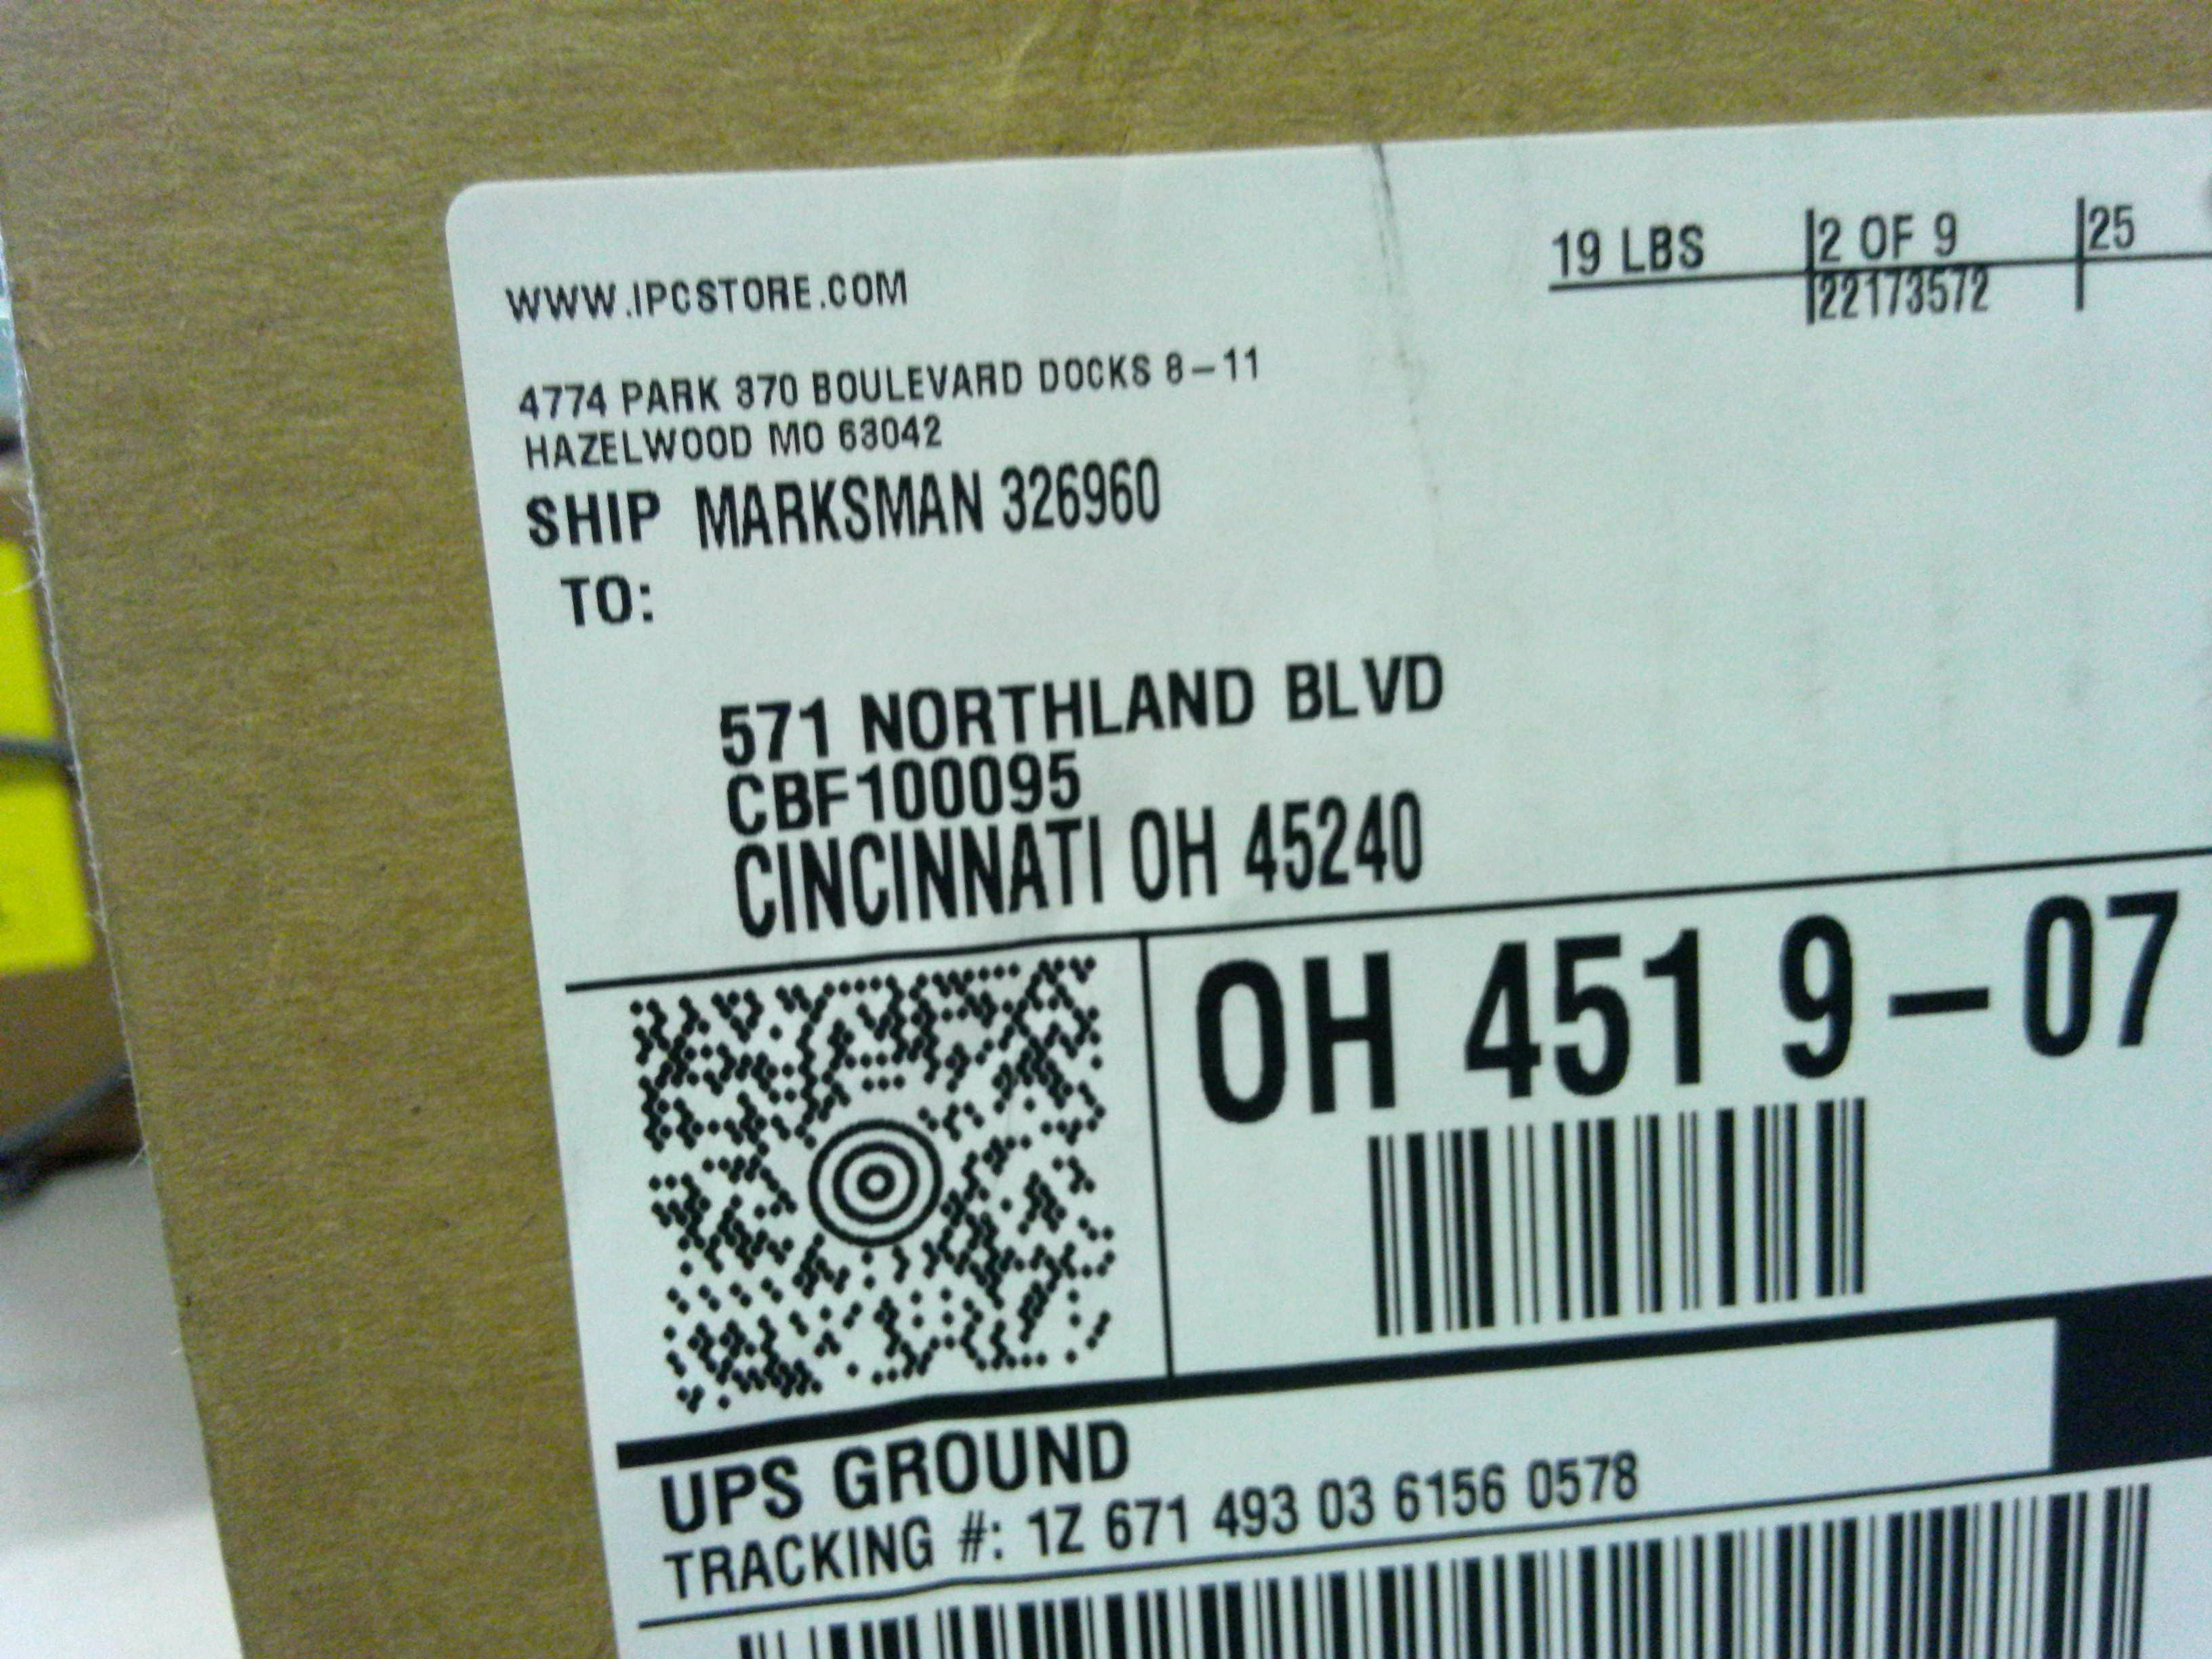 WWW.IPCSTORE.COM
19 LBS
2 OF 9
25
22173572
4774 PARK 370 BOULEVARD DOCKS 8-11
HAZELWOOD MO 63042
SHIP MARKSMAN 326960
TO:
571 NORTHLAND BLVD
CBF100095
CINCINNATI OH 45240
OH 451 9-07
UPS GROUND
TRACKING #: 1Z 671 493 03 6156 0578